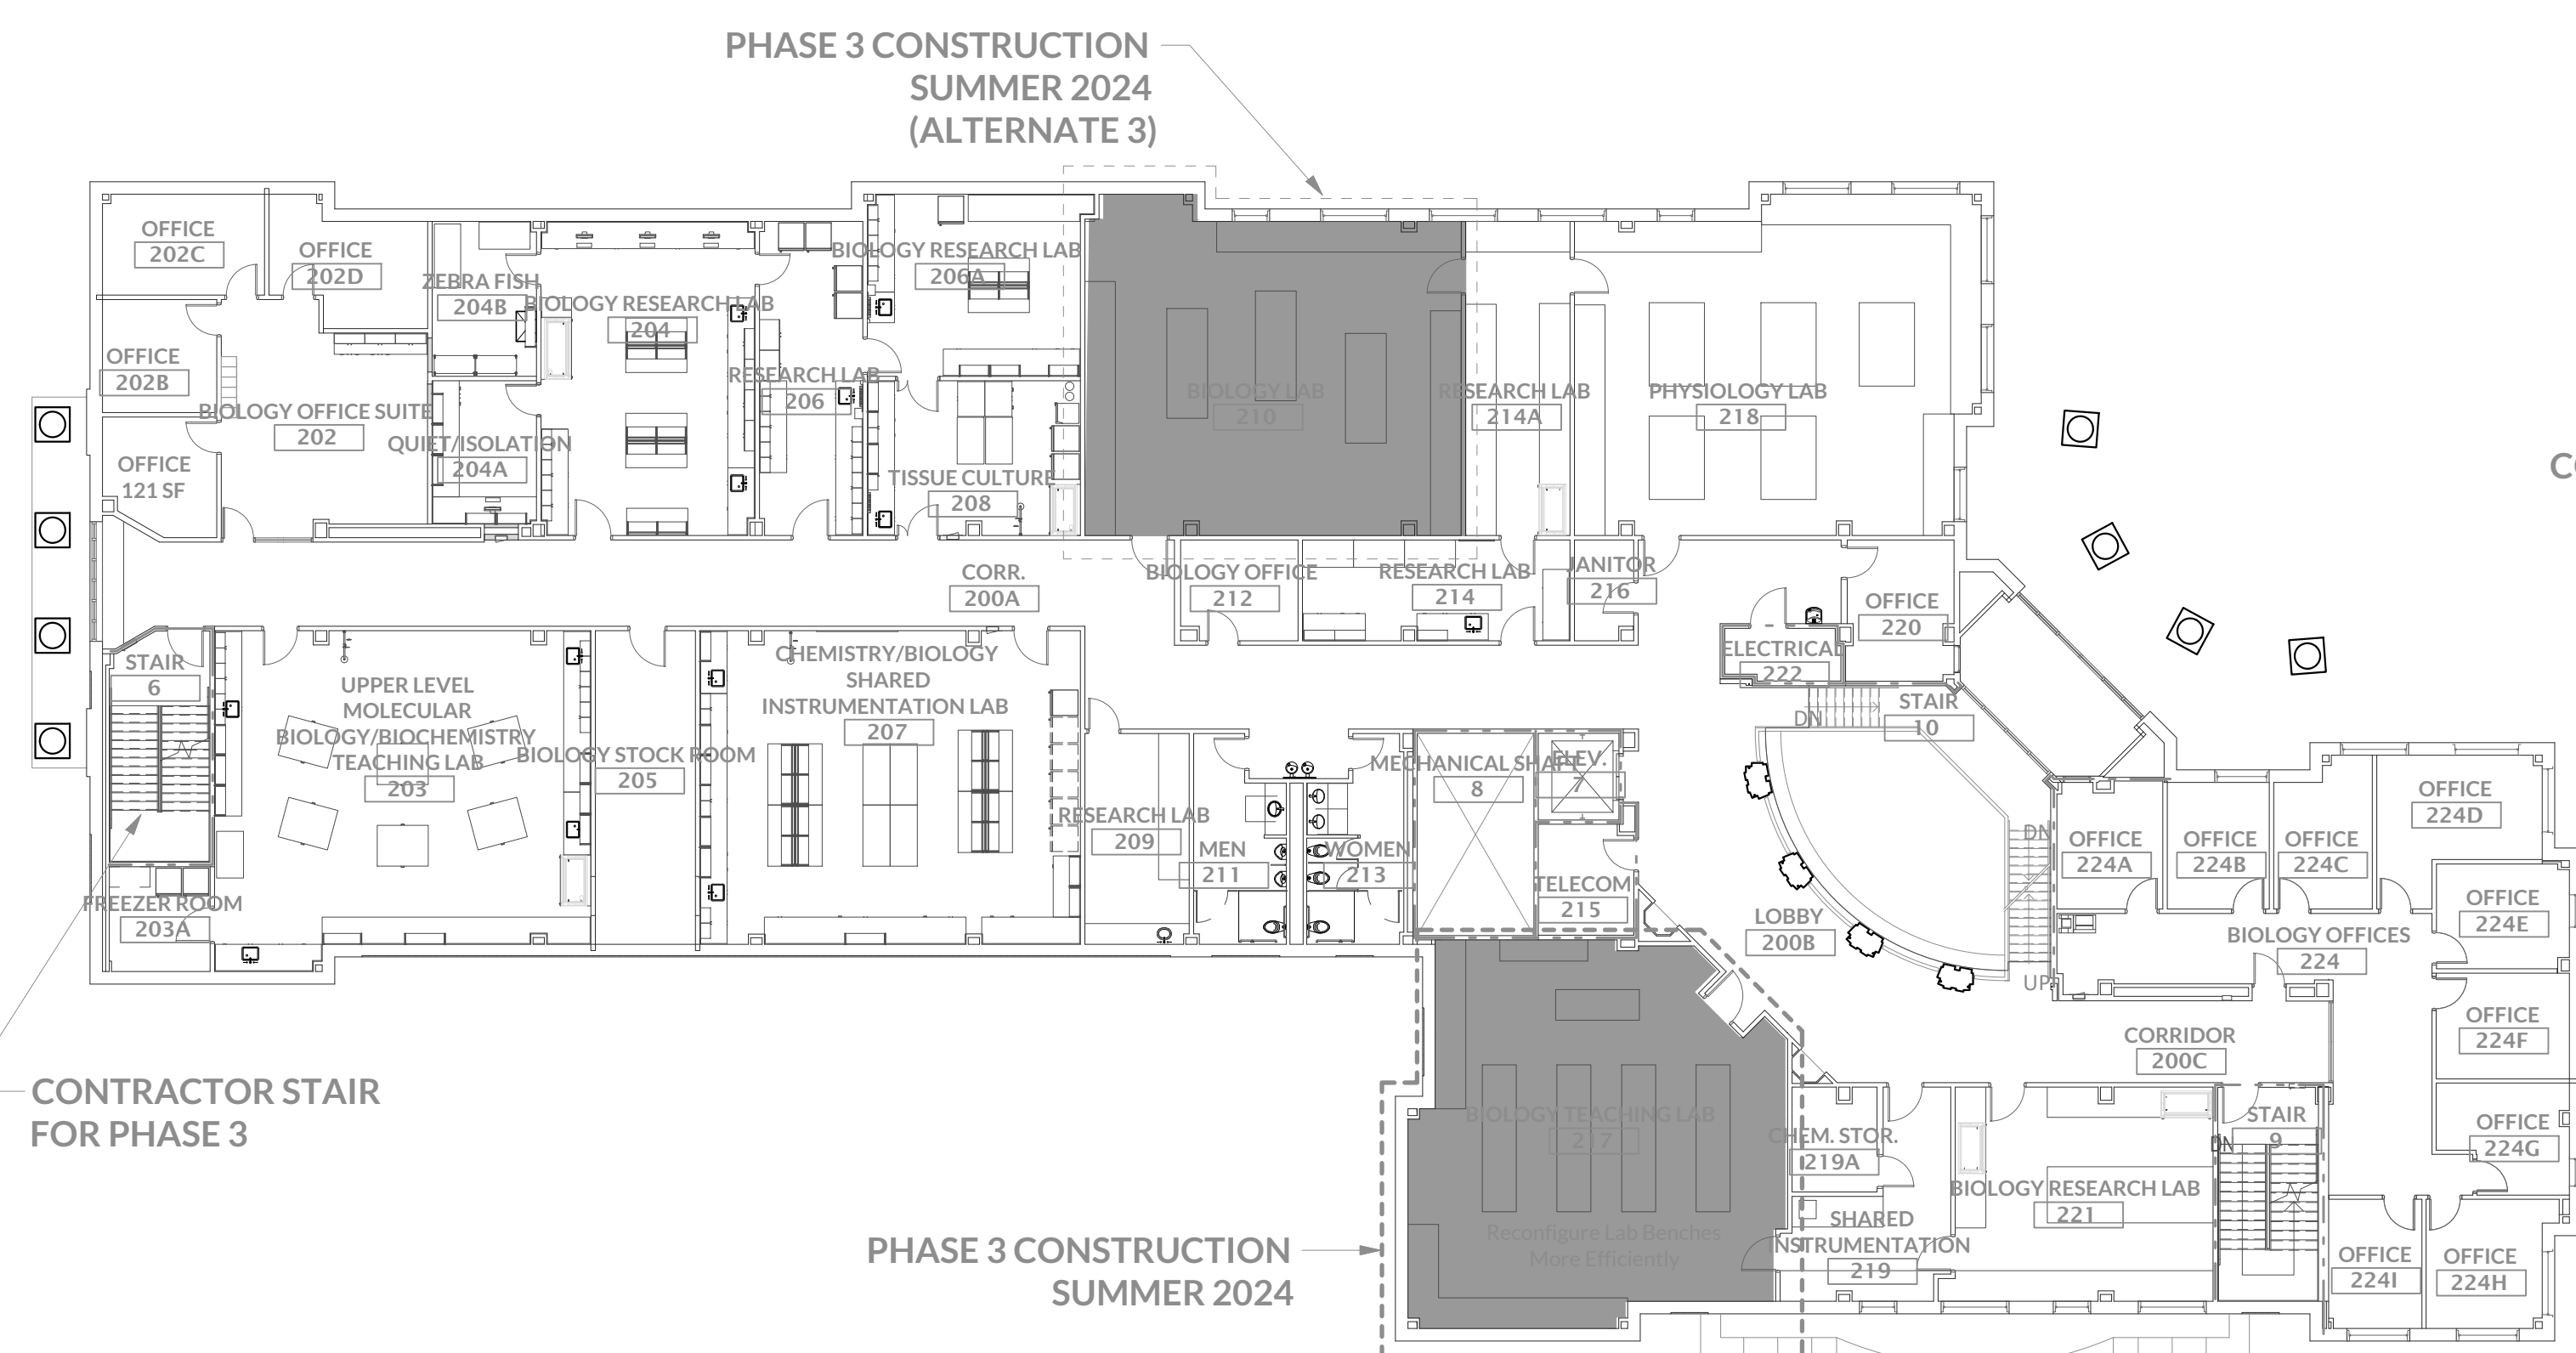 PHASE 3 CONSTRUCTION
SUMMER 2024
(ALTERNATE 3)
OFFICE
202C
OFFICE
202D
ZEBRA FISH
204B
BIOLOGY RESEARCH LAB
204
BIOLOGY RESEARCH LAB
206A
OFFICE
202B
BIOLOGY OFFICE SUITE
202
RESEARCH LAB
206
BIOLOGY LAB
210
RESEARCH LAB
214A
PHYSIOLOGY LAB
218
OFFICE
121 SF
QUIET/ISOLATION
204A
TISSUE CULTURE
208
CORR.
200A
BIOLOGY OFFICE
212
RESEARCH LAB
214
JANITOR
216
OFFICE
220
ELECTRICAL
222
STAIR
10
DN
STAIR
6
UPPER LEVEL
MOLECULAR
BIOLOGY/BIOCHEMISTRY
TEACHING LAB
203
BIOLOGY STOCK ROOM
205
CHEMISTRY/BIOLOGY
SHARED
INSTRUMENTATION LAB
207
RESEARCH LAB
209
MEN
211
WOMEN
213
MECHANICAL SHAFT
8
ELEV.
7
TELECOM
215
LOBBY
200B
DN
UP
OFFICE
224A
OFFICE
224B
OFFICE
224C
OFFICE
224D
OFFICE
224E
BIOLOGY OFFICES
224
OFFICE
224F
FREEZER ROOM
203A
CONTRACTOR STAIR
FOR PHASE 3
CORRIDOR
200C
BIOLOGY TEACHING LAB
217
Reconfigure Lab Benches
More Efficiently
CHEM. STOR.
219A
SHARED
INSTRUMENTATION
219
BIOLOGY RESEARCH LAB
221
STAIR
9
DN
OFFICE
224G
OFFICE
224I
OFFICE
224H
PHASE 3 CONSTRUCTION
SUMMER 2024